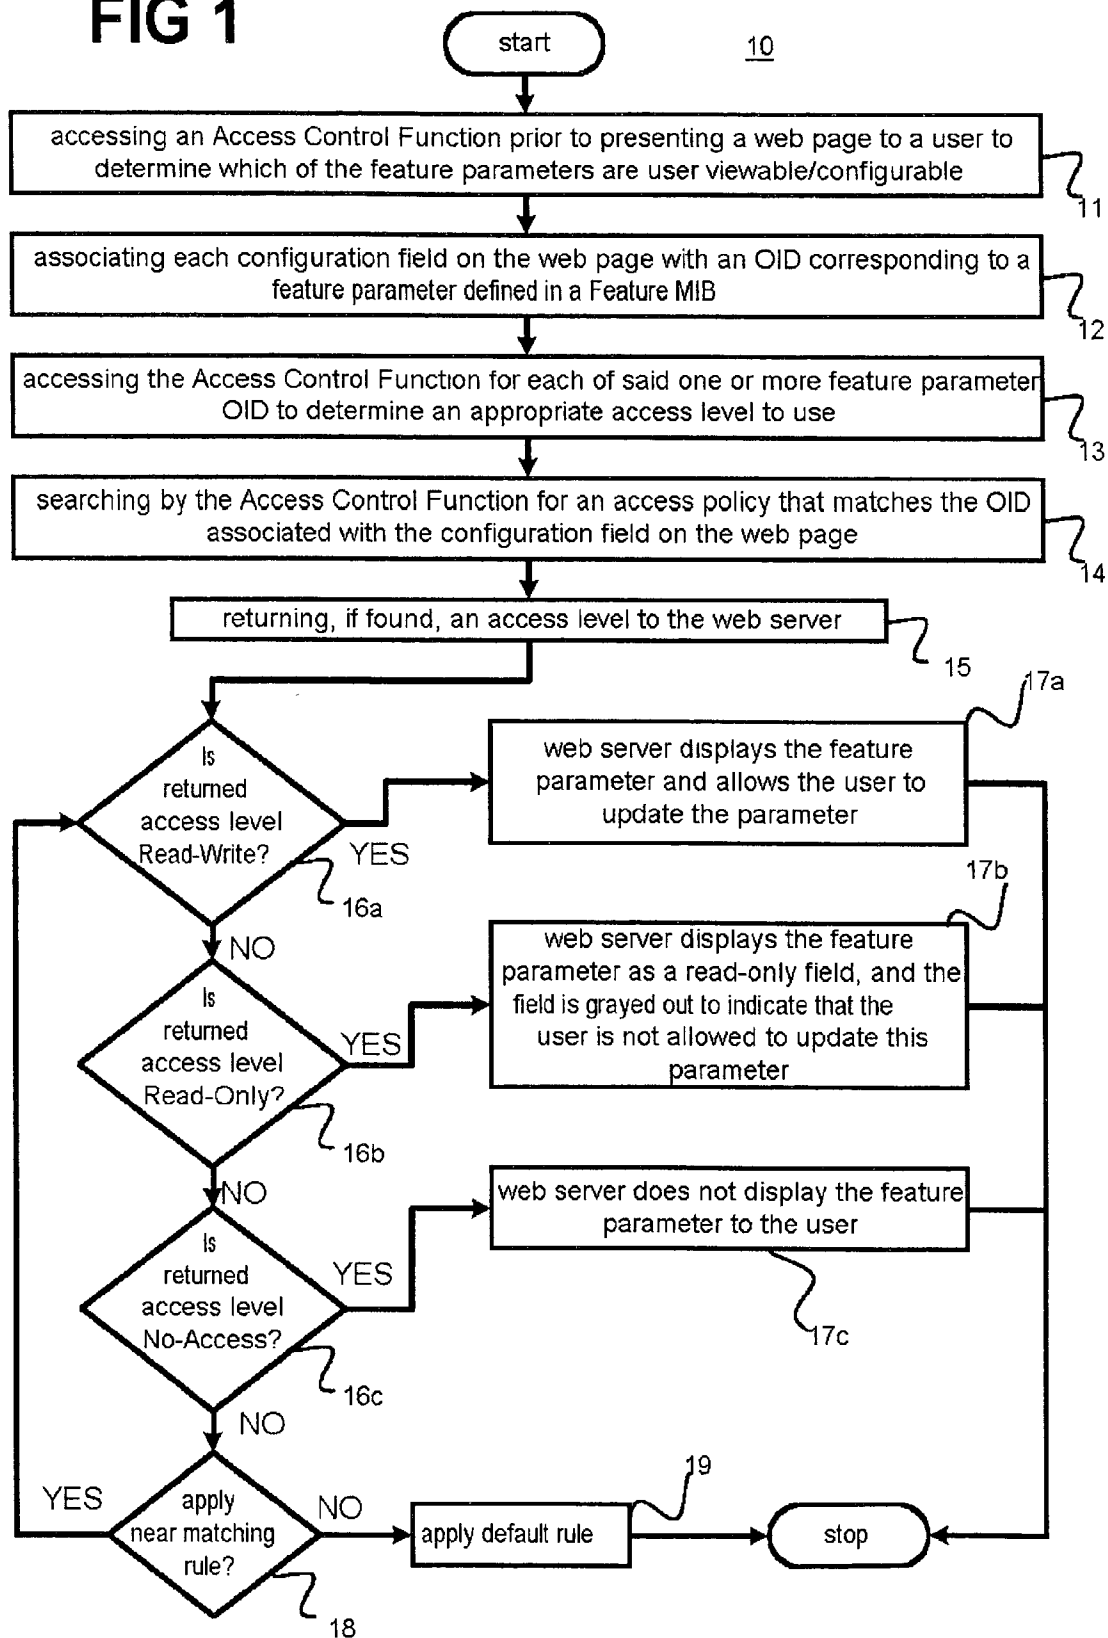 FIG 1
start
10
accessing an Access Control Function prior to presenting a web page to a user to
determine which of the feature parameters are user viewable/configurable
11
associating each configuration field on the web page with an OID corresponding to a
feature parameter defined in a Feature MIB
12
accessing the Access Control Function for each of said one or more feature parameter
OID to determine an appropriate access level to use
13
searching by the Access Control Function for an access policy that matches the OID
associated with the configuration field on the web page
14
returning, if found, an access level to the web server
15
17a
Is
returned
access level
Read-Write?
YES
16a
web server displays the feature
parameter and allows the user to
update the parameter
17b
NO
Is
returned
access level
Read-Only?
YES
16b
web server displays the feature
parameter as a read-only field, and the
field is grayed out to indicate that the
user is not allowed to update this
parameter
NO
Is
returned
access level
No-Access?
YES
16c
web server does not display the feature
parameter to the user
17c
NO
YES
apply
near matching
rule?
NO
18
apply default rule
19
stop